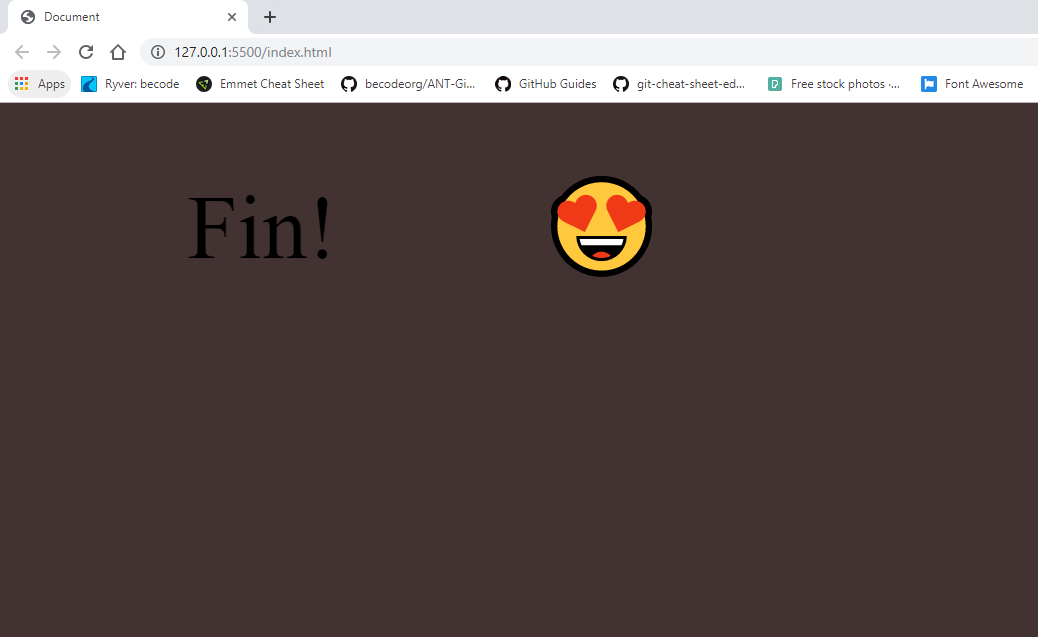 Document
127.0.0.1:5500/index.html
Apps Ryver: becode Emmet Cheat Sheet becodeorg/ANT-Gi... GitHub Guides git-cheat-sheet-ed... Free stock photos ·... Font Awesome
Fin! 😍